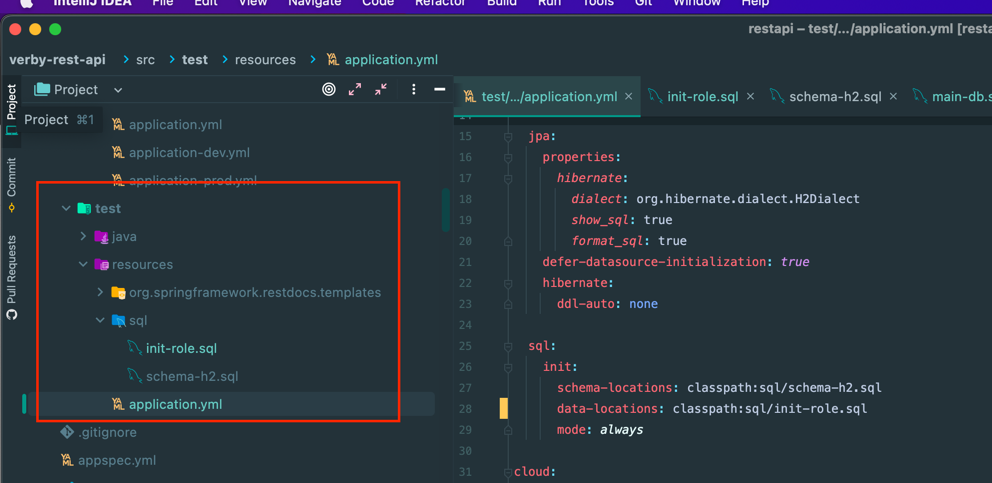 IntelliJ IDEA File Edit View Navigate Code Refactor Build Run Tools Git Window Help
restapi – test/.../application.yml [resta
verby-rest-api > src > test > resources > application.yml
Project
Project
Project ⌘1
Commit
Pull Requests
application.yml
application-dev.yml
application-prod.yml
test
java
resources
org.springframework.restdocs.templates
sql
init-role.sql
schema-h2.sql
application.yml
.gitignore
appspec.yml
test/.../application.yml × init-role.sql × schema-h2.sql × main-db.s
14
15 jpa:
16 properties:
17 hibernate:
18 dialect: org.hibernate.dialect.H2Dialect
19 show_sql: true
20 format_sql: true
21 defer-datasource-initialization: true
22 hibernate:
23 ddl-auto: none
24
25 sql:
26 init:
27 schema-locations: classpath:sql/schema-h2.sql
28 data-locations: classpath:sql/init-role.sql
29 mode: always
30
31 cloud: